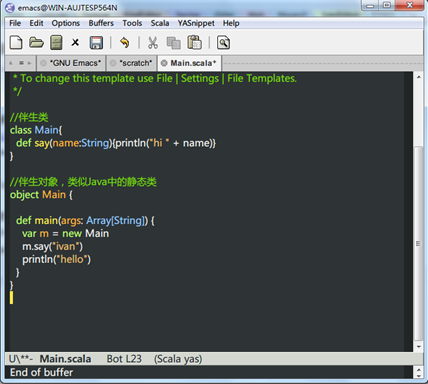 emacs@WIN-AUJTESP564N
File Edit Options Buffers Tools Scala YASnippet Help
*GNU Emacs* *scratch* Main.scala*
* To change this template use File | Settings | File Templates.
*/
//伴生类
class Main{
def say(name:String){println("hi " + name)}
}
//伴生对象，类似Java中的静态类
object Main {
def main(args: Array[String]) {
var m = new Main
m.say("ivan")
println("hello")
}
}
U\**- Main.scala Bot L23 (Scala yas)
End of buffer